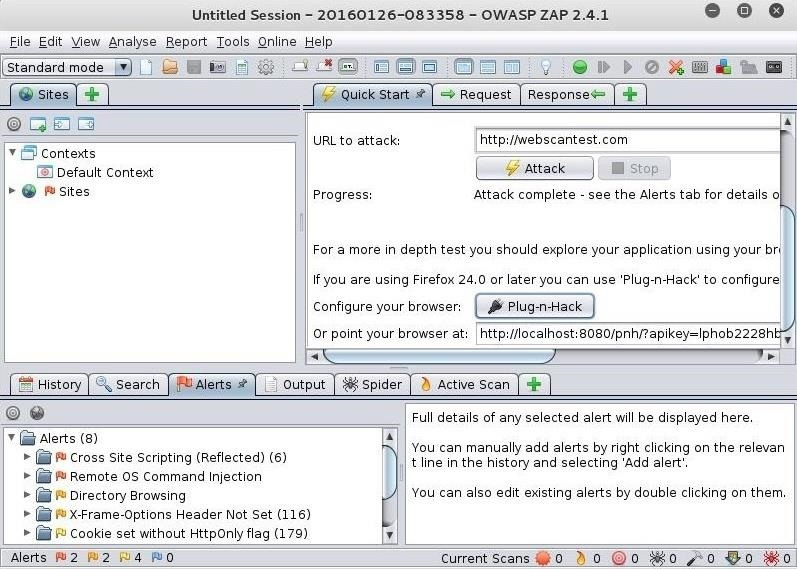 Untitled Session - 20160126-083358 - OWASP ZAP 2.4.1
File Edit View Analyse Report Tools Online Help
Standard mode
Sites
Quick Start
Request
Response
Contexts
Default Context
Sites
URL to attack:
http://webscantest.com
Attack
Stop
Progress:
Attack complete - see the Alerts tab for details o
For a more in depth test you should explore your application using your br
If you are using Firefox 24.0 or later you can use 'Plug-n-Hack' to configure
Configure your browser:
Plug-n-Hack
Or point your browser at:
http://localhost:8080/pnh/?apikey=lphob2228hb
History
Search
Alerts
Output
Spider
Active Scan
Alerts (8)
Cross Site Scripting (Reflected) (6)
Remote OS Command Injection
Directory Browsing
X-Frame-Options Header Not Set (116)
Cookie set without HttpOnly flag (179)
Full details of any selected alert will be displayed here.
You can manually add alerts by right clicking on the relevan
t line in the history and selecting 'Add alert'.
You can also edit existing alerts by double clicking on them.
Alerts 2 2 4 0
Current Scans 0 0 0 0 0 0 0